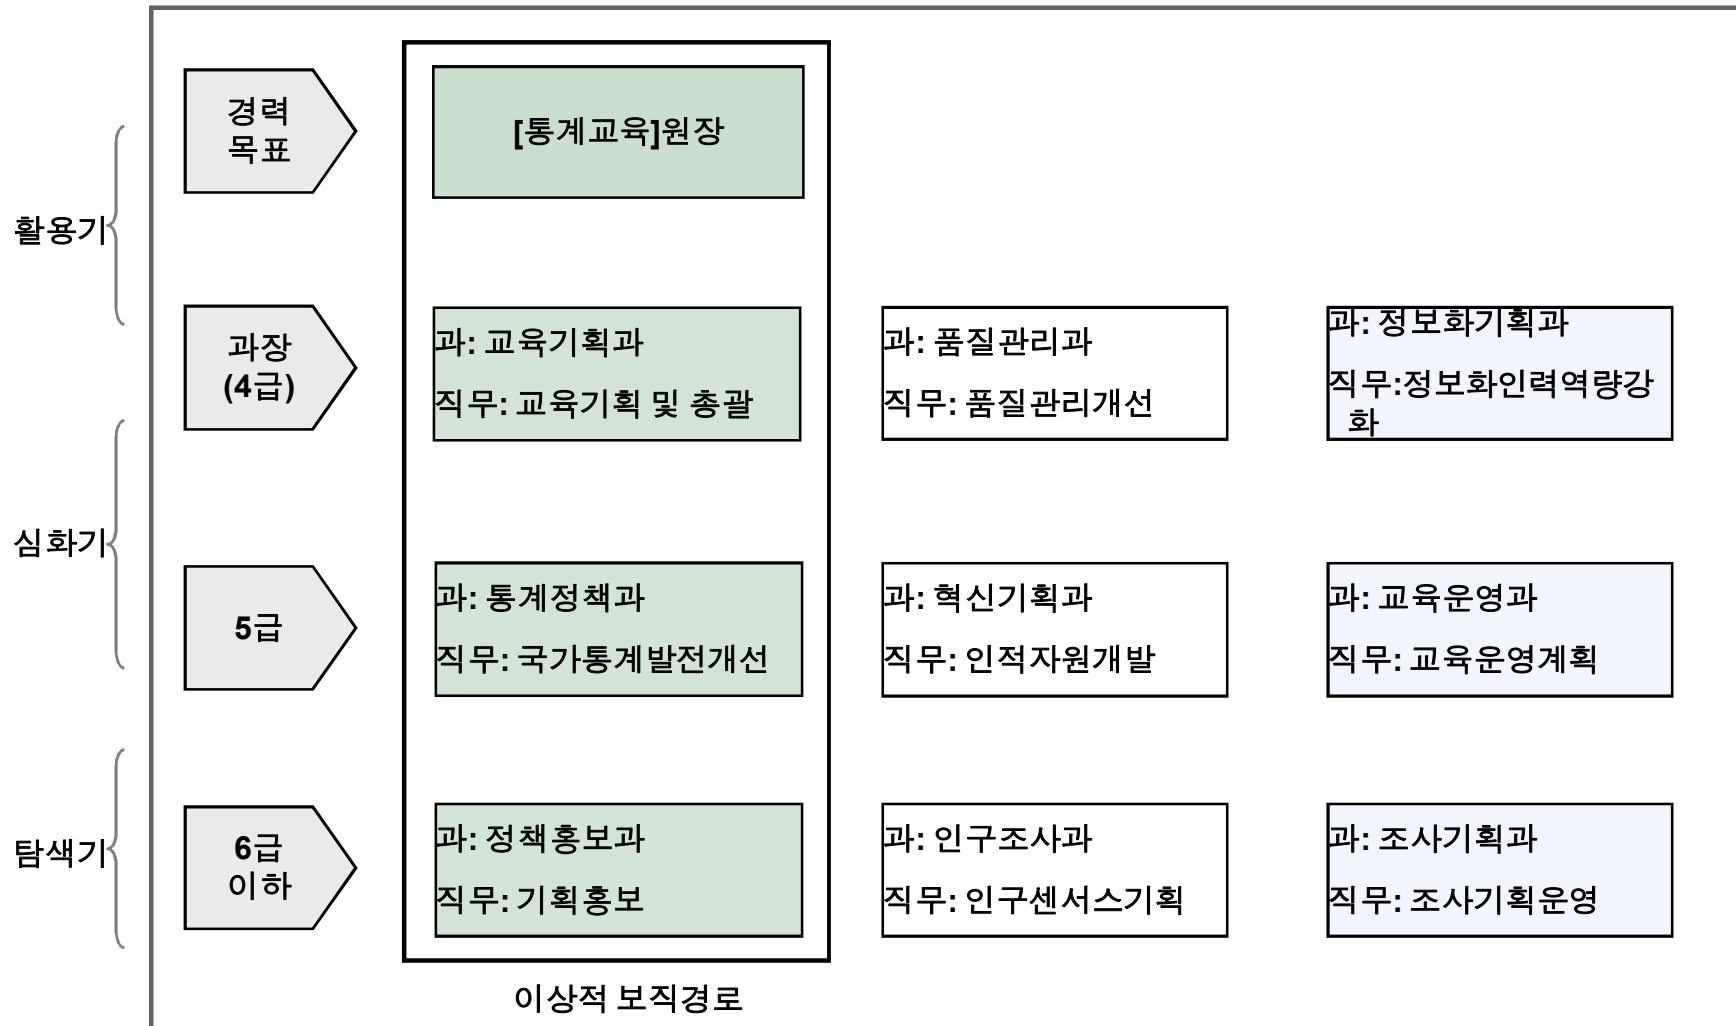 경력
목표
[통계교육]원장
활용기
과장
(4급)
과: 교육기획과
직무: 교육기획 및 총괄
과: 품질관리과
직무: 품질관리개선
과: 정보화기획과
직무:정보화인력역량강
화
심화기
5급
과: 통계정책과
직무: 국가통계발전개선
과: 혁신기획과
직무: 인적자원개발
과: 교육운영과
직무: 교육운영계획
탐색기
6급
이하
과: 정책홍보과
직무: 기획홍보
과: 인구조사과
직무: 인구센서스기획
과: 조사기획과
직무: 조사기획운영
이상적 보직경로